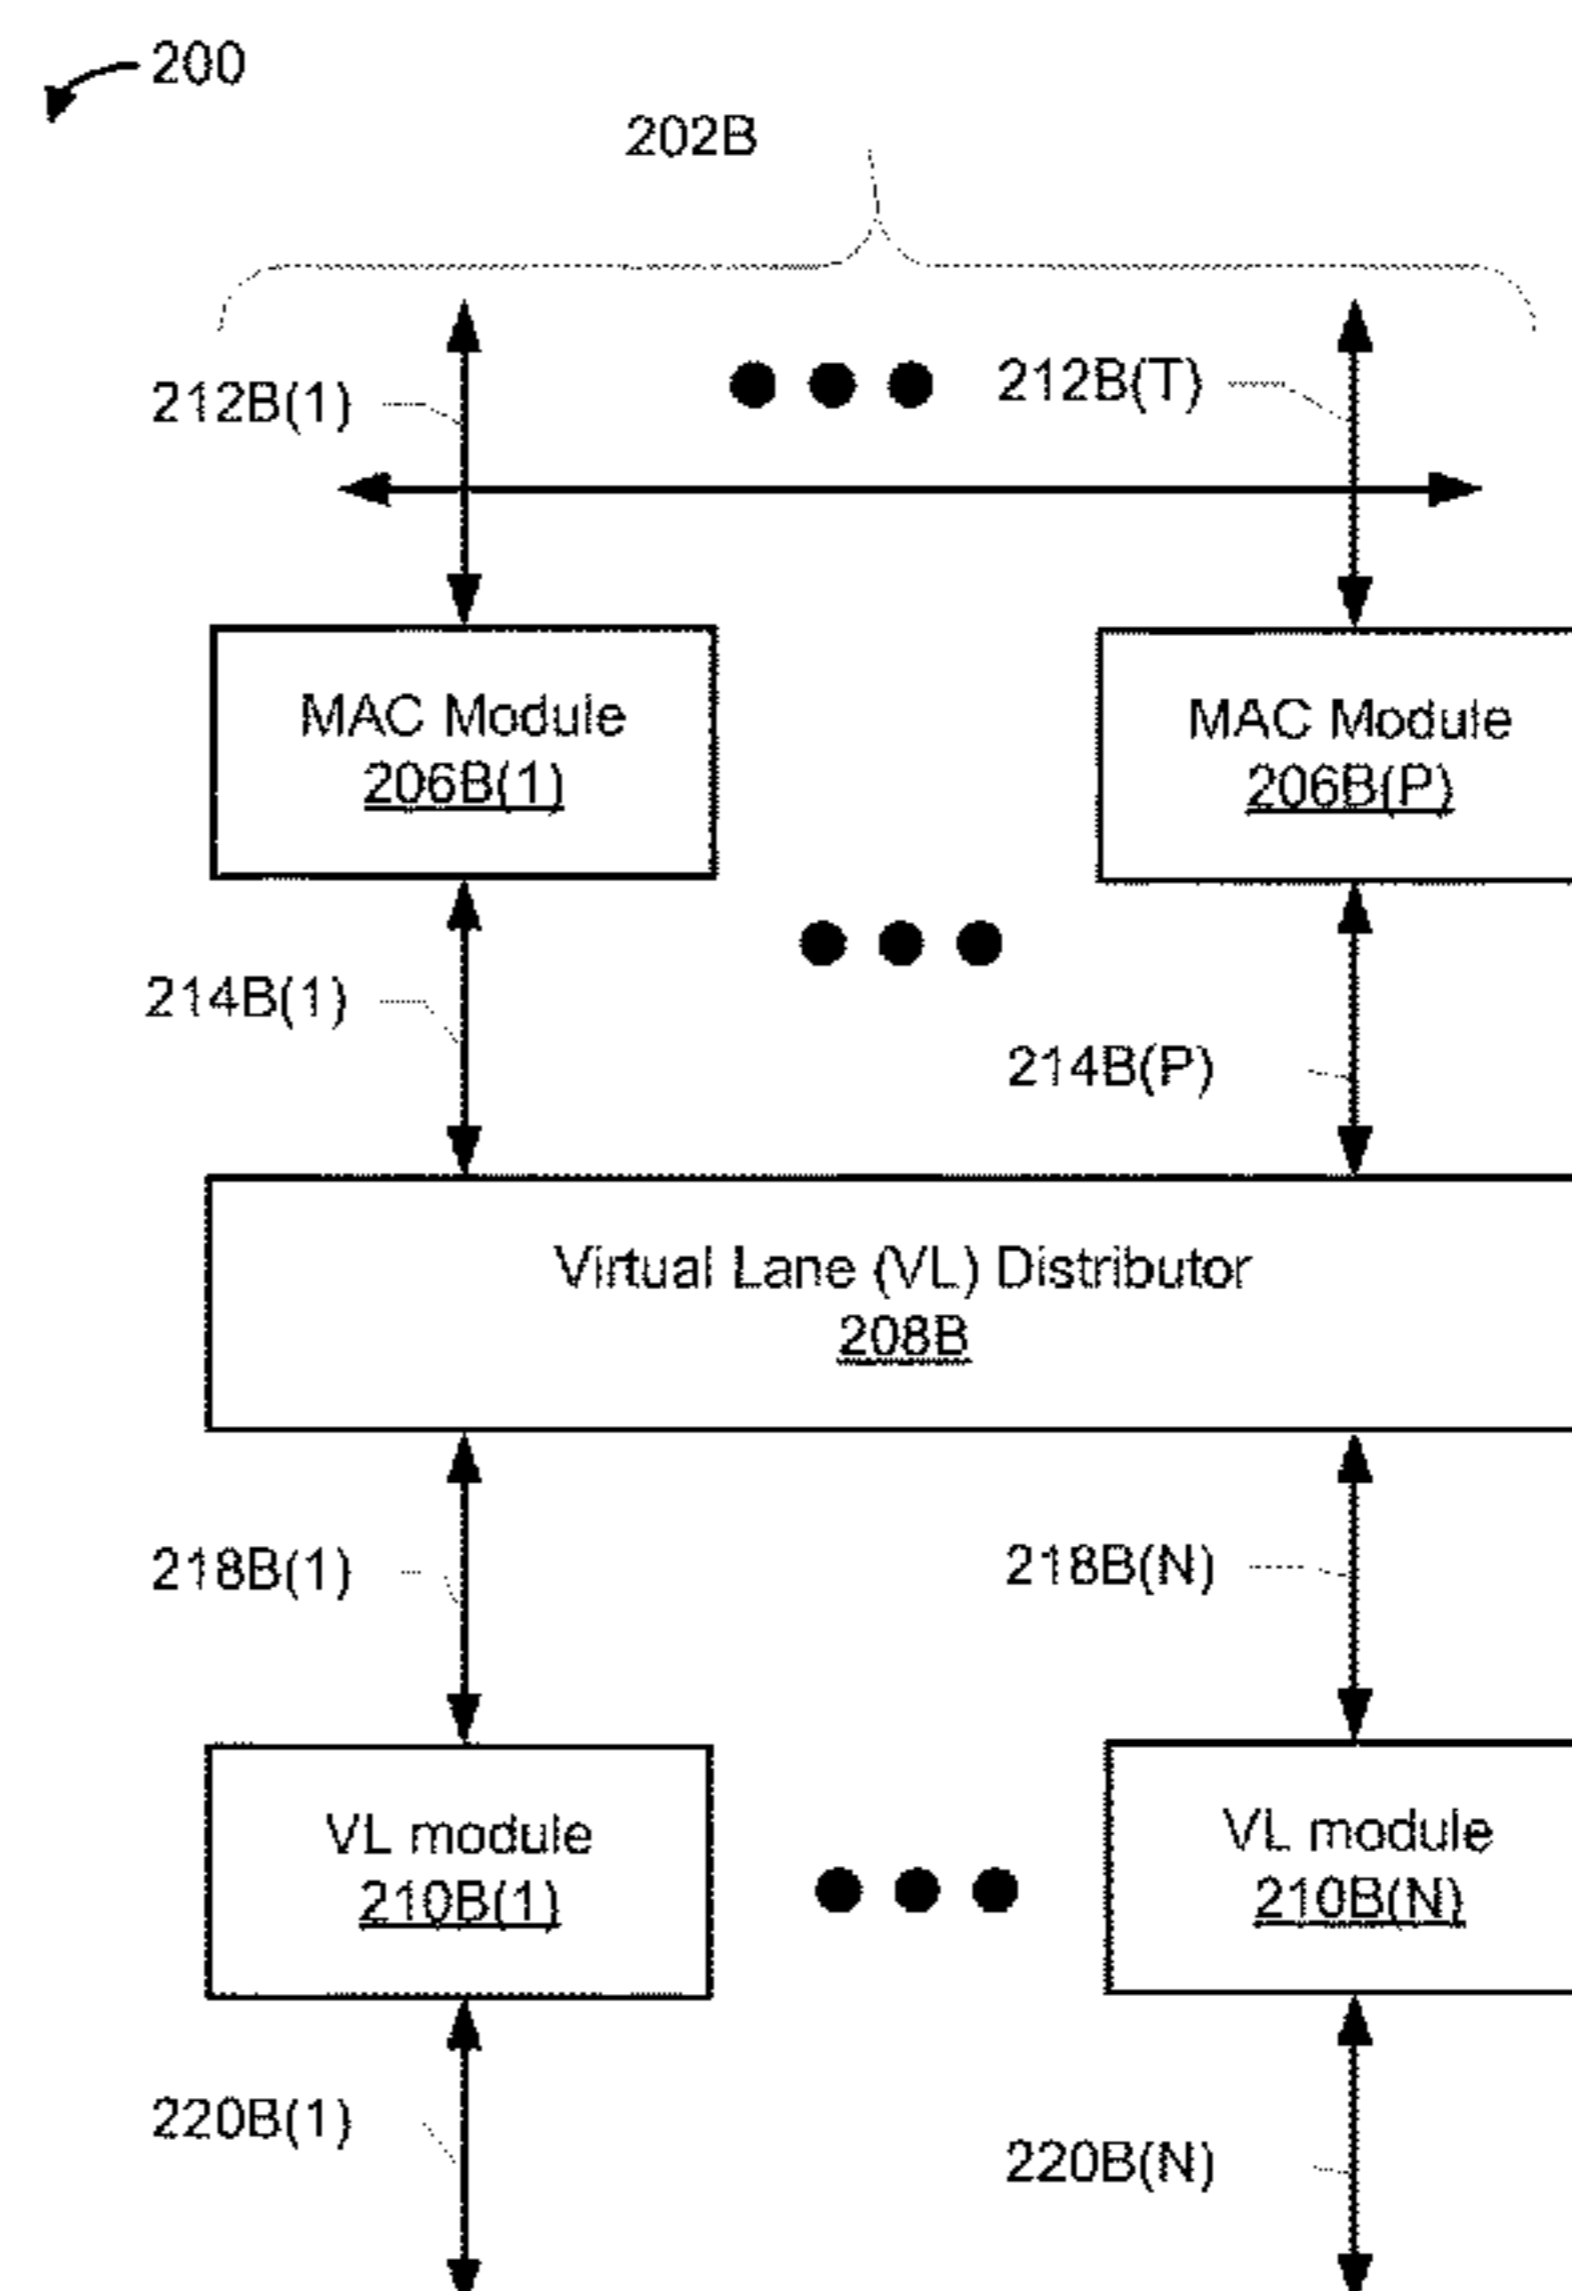 200
202B
212B(1)
212B(T)
MAC Module
206B(1)
MAC Module
206B(P)
214B(1)
214B(P)
Virtual Lane (VL) Distributor
208B
218B(1)
218B(N)
VL module
210B(1)
VL module
210B(N)
220B(1)
220B(N)